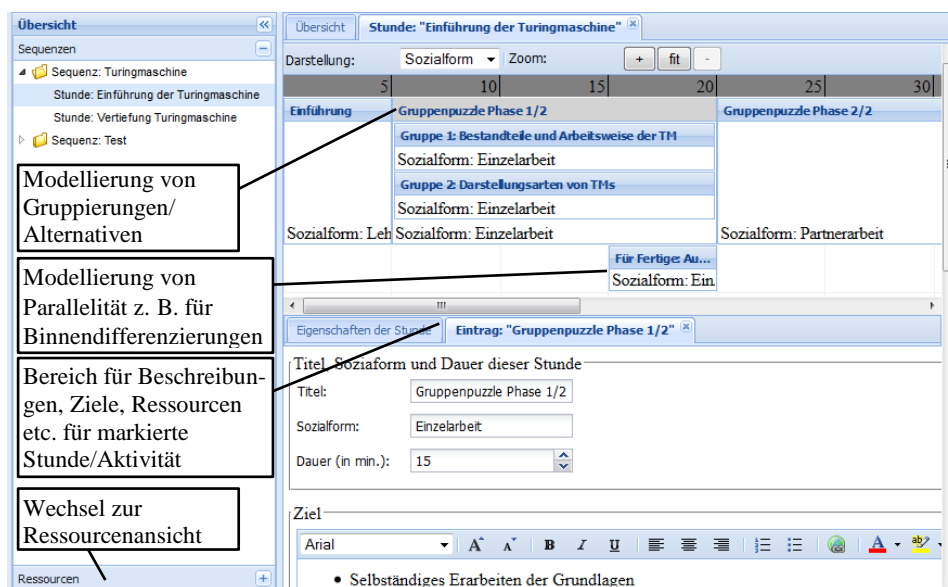 Übersicht
Sequenzen
Sequenz: Turingmaschine
Stunde: Einführung der Turingmaschine
Stunde: Vertiefung Turingmaschine
Sequenz: Test
Modellierung von
Gruppierungen/
Alternativen
Modellierung von
Parallelität z. B. für
Binnendifferenzierungen
Bereich für Beschreibun-
gen, Ziele, Ressourcen
etc. für markierte
Stunde/Aktivität
Wechsel zur
Ressourcenansicht
Ressourcen
Übersicht Stunde: "Einführung der Turingmaschine"
Darstellung: Sozialform Zoom: + fit -
5 10 15 20 25 30
Einführung Gruppenpuzzle Phase 1/2 Gruppenpuzzle Phase 2/2
Gruppe 1: Bestandteile und Arbeitsweise der TM
Sozialform: Einzelarbeit
Gruppe 2: Darstellungsarten von TMs
Sozialform: Einzelarbeit
Sozialform: Leh Sozialform: Einzelarbeit Sozialform: Partnerarbeit
Für Fertige: Au...
Sozialform: Ein
Eigenschaften der Stunde Eintrag: "Gruppenpuzzle Phase 1/2"
Titel, Soziaform und Dauer dieser Stunde
Titel: Gruppenpuzzle Phase 1/2
Sozialform: Einzelarbeit
Dauer (in min.): 15
Ziel
Arial A A B I U A ab
• Selbständiges Erarbeiten der Grundlagen